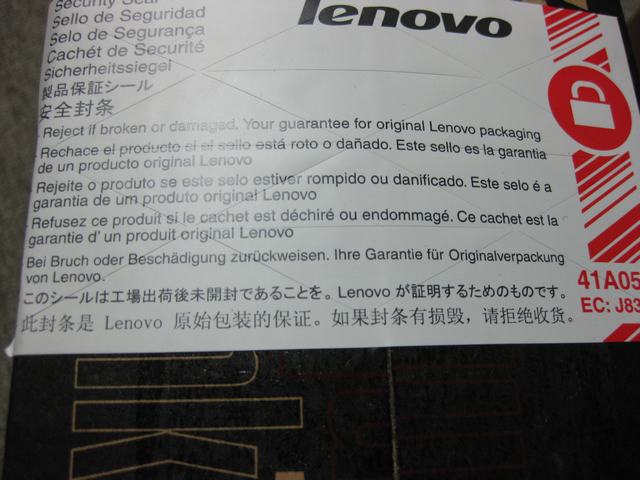 Security Seal
lenovo
Sello de Seguridad
Selo de Segurança
Cachét de Securité
Sicherheitssiegel
製品保証シール
安全封条
Reject if broken or damaged. Your guarantee for original Lenovo packaging
Rechace el producto si el sello está roto o dañado. Este sello es la garantia
de un producto original Lenovo
Rejeite o produto se este selo estiver rompido ou danificado. Este selo é a
garantia de um produto original Lenovo
Refusez ce produit si le cachet est déchiré ou endommagé. Ce cachet est la
garantie d' un produit original Lenovo
Bei Bruch oder Beschädigung zurückweisen. Ihre Garantie für Originalverpackung
von Lenovo.
このシールは工場出荷後未開封であることを。Lenovo が証明するためのものです。
此封条是 Lenovo 原始包装的保证。如果封条有损毁，请拒绝收货。
41A05
EC: J83
nk